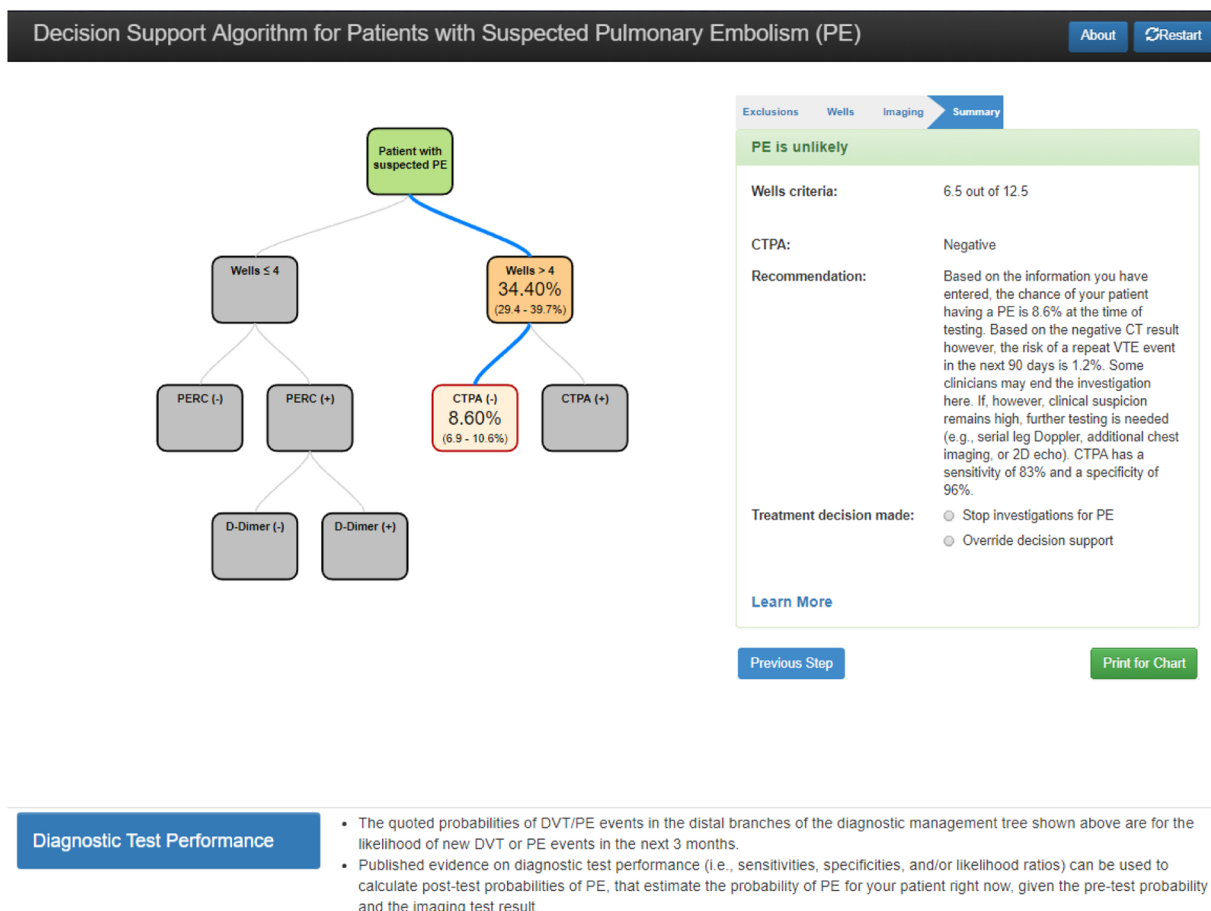 Decision Support Algorithm for Patients with Suspected Pulmonary Embolism (PE)
About
Restart
Exclusions
Wells
Imaging
Summary
PE is unlikely
Wells criteria:
6.5 out of 12.5
CTPA:
Negative
Recommendation:
Based on the information you have
entered, the chance of your patient
having a PE is 8.6% at the time of
testing. Based on the negative CT result
however, the risk of a repeat VTE event
in the next 90 days is 1.2%. Some
clinicians may end the investigation
here. If, however, clinical suspicion
remains high, further testing is needed
(e.g., serial leg Doppler, additional chest
imaging, or 2D echo). CTPA has a
sensitivity of 83% and a specificity of
96%.
Treatment decision made:
Stop investigations for PE
Override decision support
Learn More
Previous Step
Print for Chart
Patient with
suspected PE
Wells ≤ 4
Wells > 4
34.40%
(29.4 - 39.7%)
PERC (-)
PERC (+)
CTPA (-)
8.60%
(6.9 - 10.6%)
CTPA (+)
D-Dimer (-)
D-Dimer (+)
Diagnostic Test Performance
• The quoted probabilities of DVT/PE events in the distal branches of the diagnostic management tree shown above are for the
likelihood of new DVT or PE events in the next 3 months.
• Published evidence on diagnostic test performance (i.e., sensitivities, specificities, and/or likelihood ratios) can be used to
calculate post-test probabilities of PE, that estimate the probability of PE for your patient right now, given the pre-test probability
and the imaging test result.